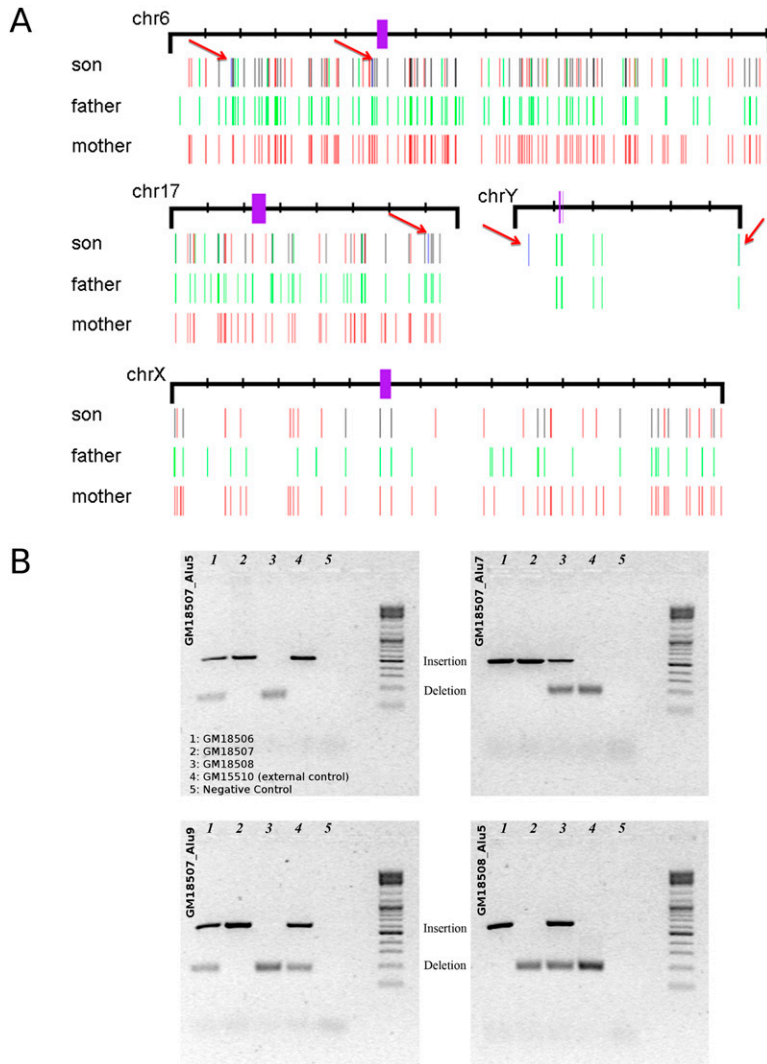 A
chr6
son
father
mother
chr17
chrY
son
father
mother
chrX
son
father
mother
B
GM18507_Alu5
1 2 3 4 5
1: GM18506
2: GM18507
3: GM18508
4: GM15510 (external control)
5: Negative Control
Insertion
Deletion
GM18507_Alu7
1 2 3 4 5
GM18507_Alu9
1 2 3 4 5
Insertion
Deletion
GM18508_Alu5
1 2 3 4 5